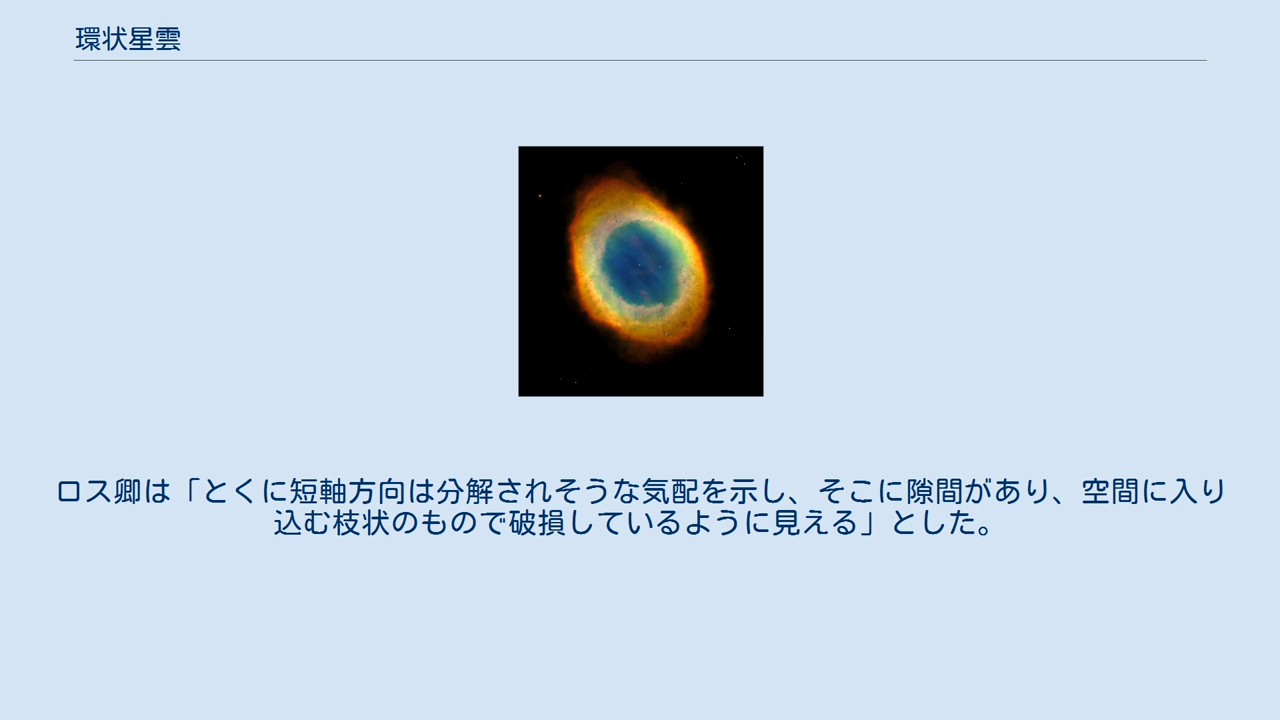 環状星雲
ロス卿は「とくに短軸方向は分解されそうな気配を示し、そこに隙間があり、空間に入り
込む枝状のもので破損しているように見える」とした。